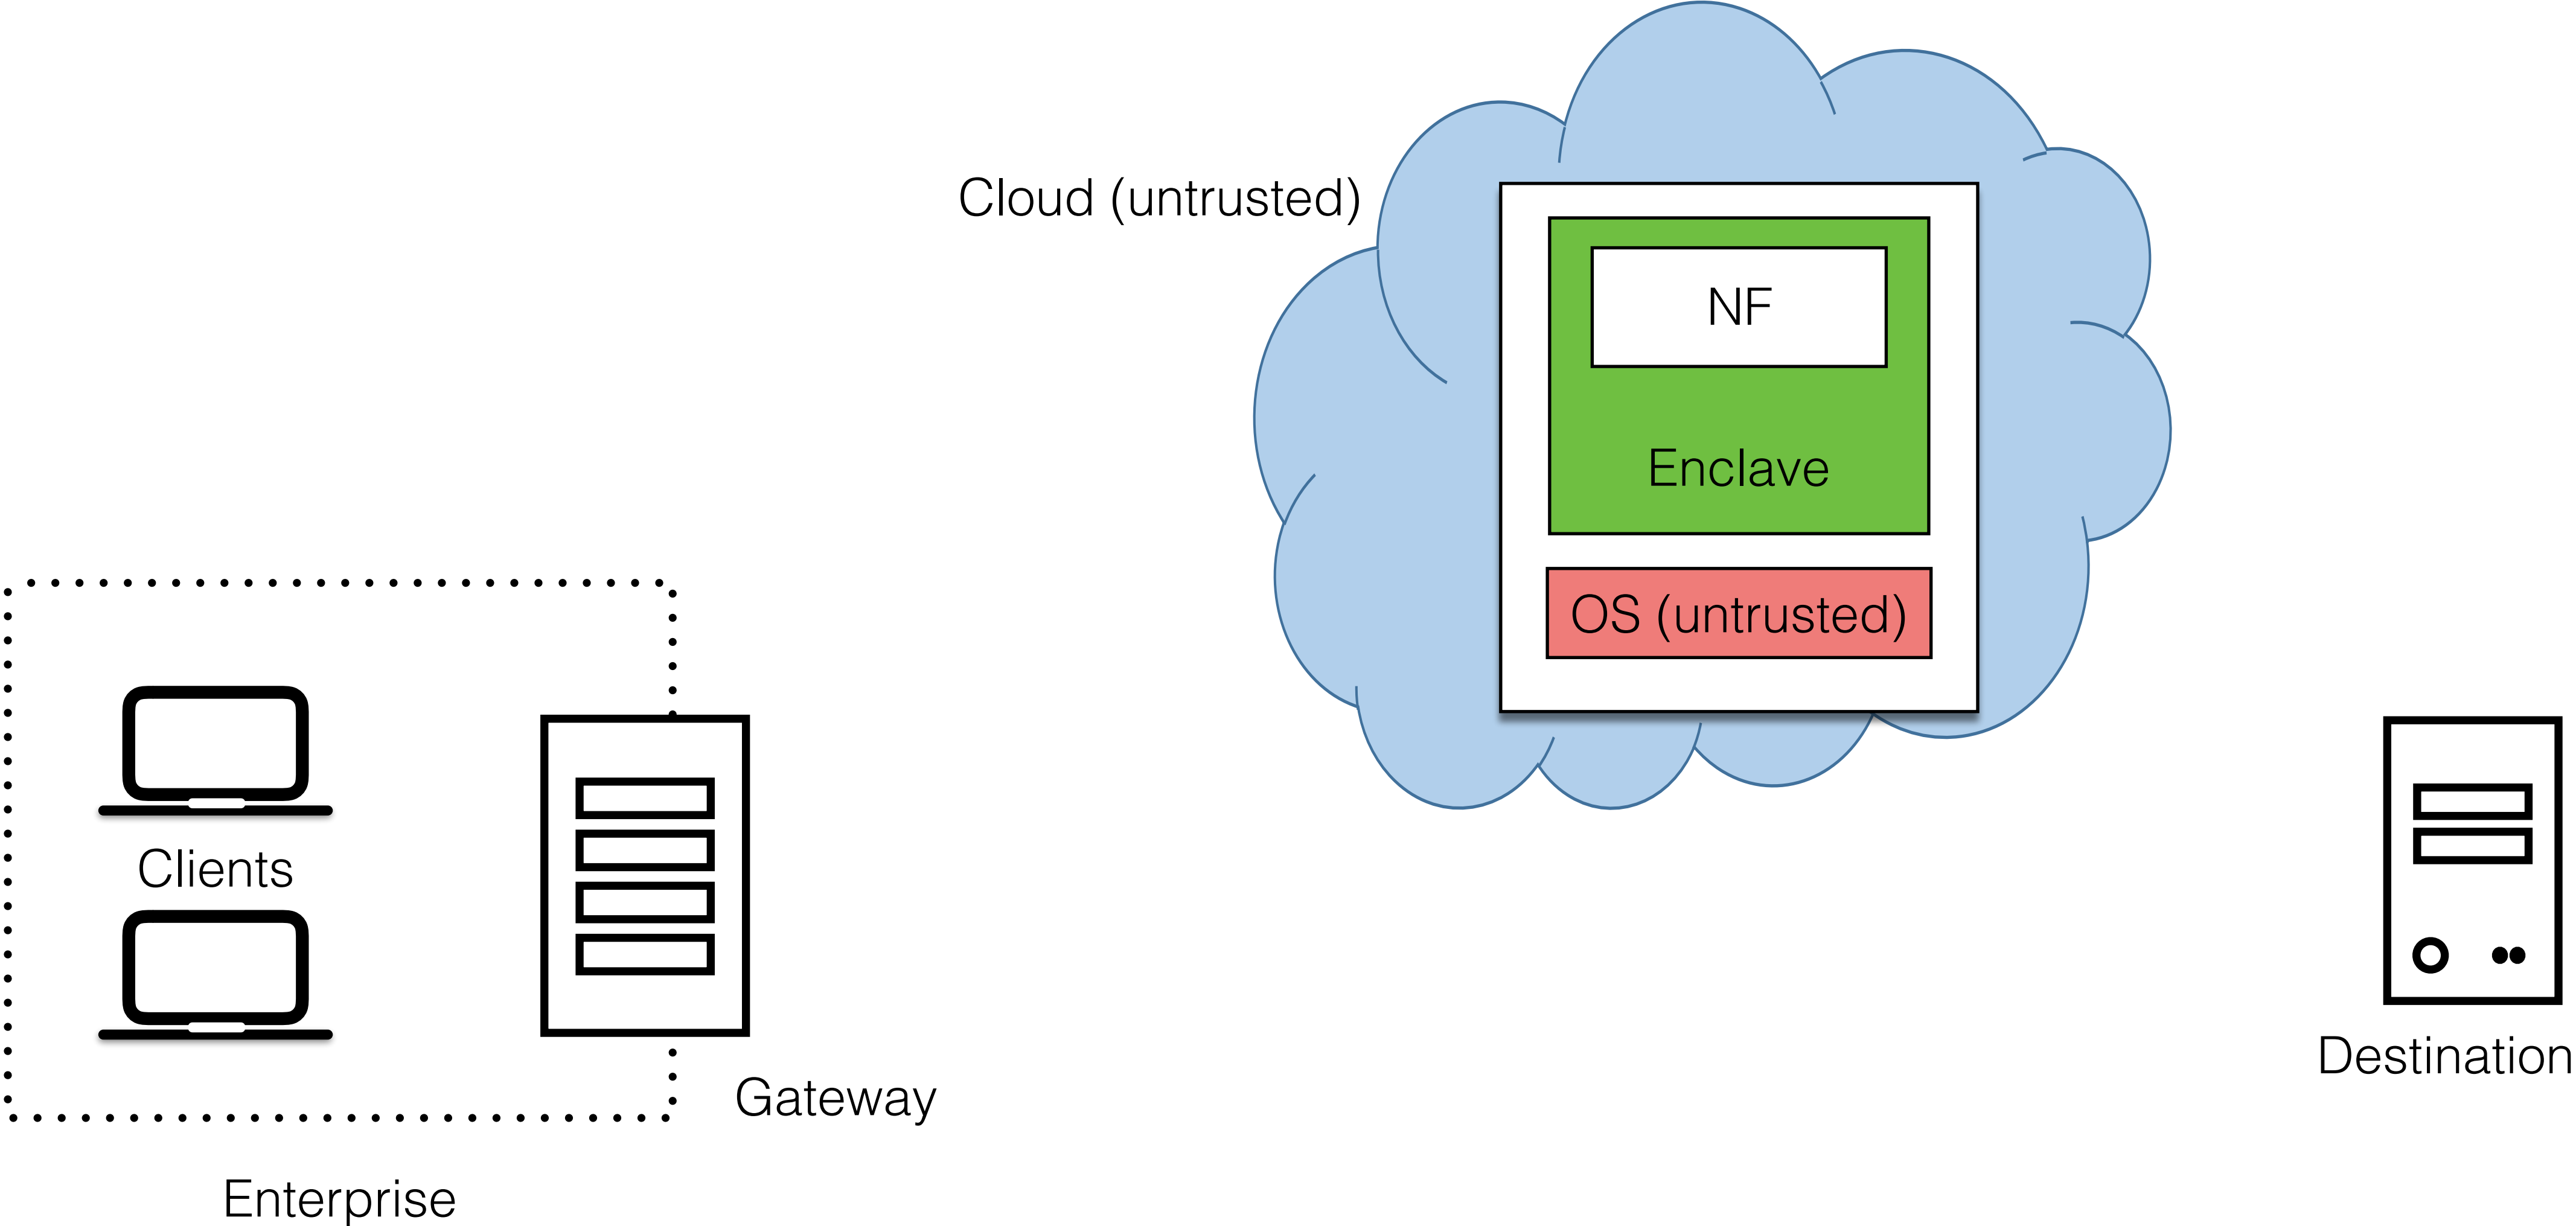 Cloud (untrusted)
NF
Enclave
OS (untrusted)
Clients
Gateway
Enterprise
Destination